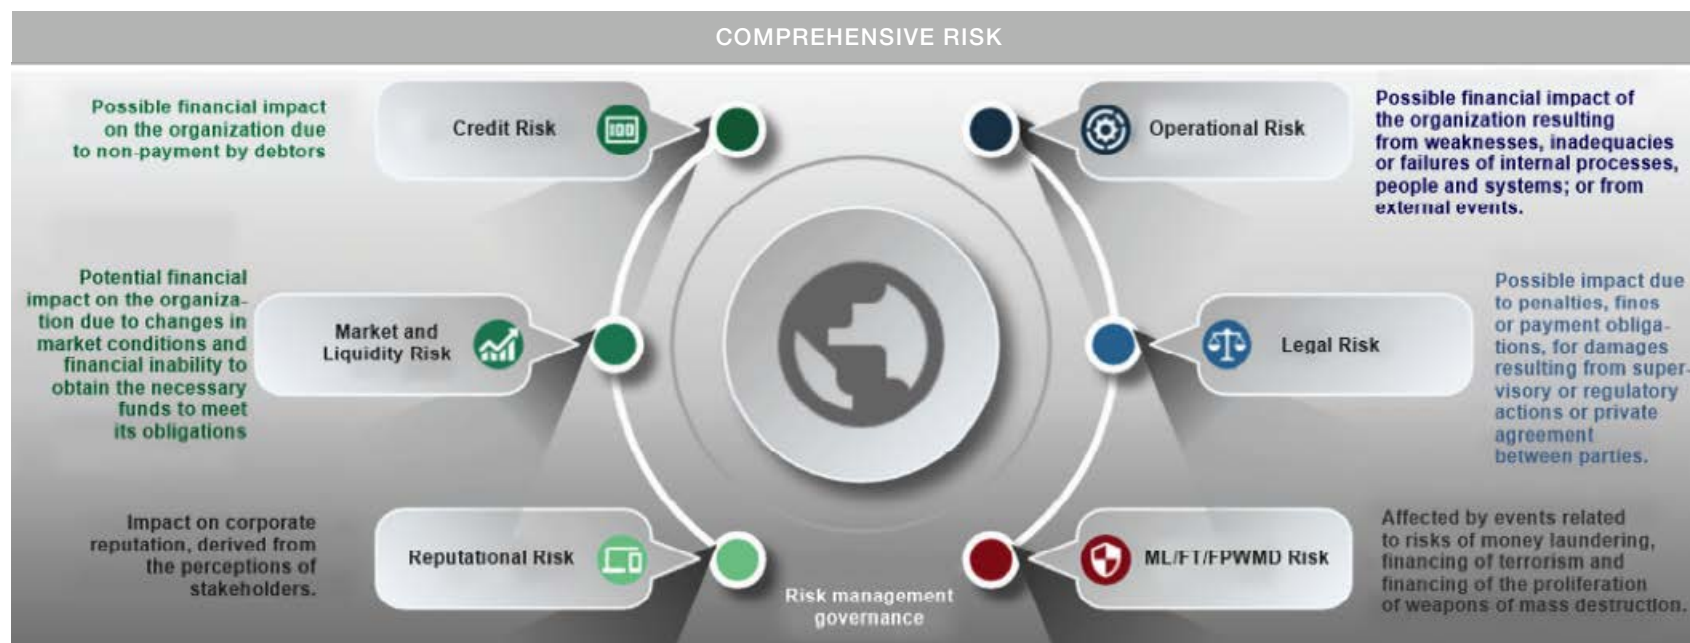 COMPREHENSIVE RISK
Possible financial impact
on the organization due
to non-payment by debtors
Credit Risk
100
Operational Risk
Possible financial impact of
the organization resulting
from weaknesses, inadequacies
or failures of internal processes,
people and systems; or from
external events.
Potential financial
impact on the organiza-
tion due to changes in
market conditions and
financial inability to
obtain the necessary
funds to meet
its obligations
Market and
Liquidity Risk
Legal Risk
Possible impact due
to penalties, fines
or payment obliga-
tions, for damages
resulting from super-
visory or regulatory
actions or private
agreement
between parties.
Impact on corporate
reputation, derived from
the perceptions of
stakeholders.
Reputational Risk
ML/FT/FPWMD Risk
Affected by events related
to risks of money laundering,
financing of terrorism and
financing of the proliferation
of weapons of mass destruction.
Risk management
governance